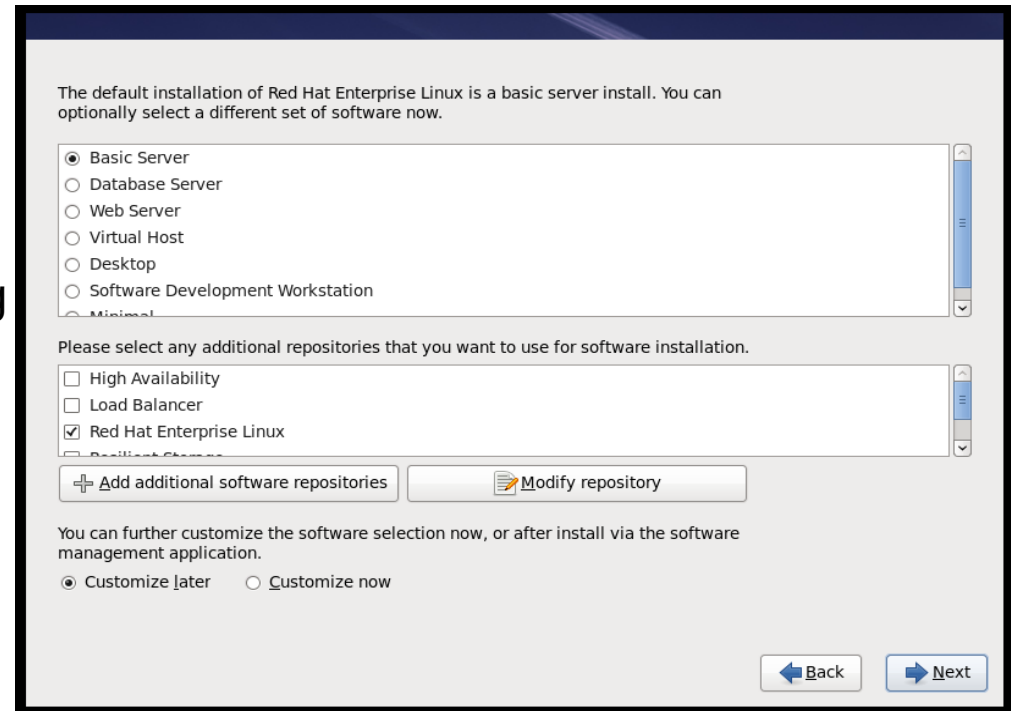 The default installation of Red Hat Enterprise Linux is a basic server install. You can
optionally select a different set of software now.
Basic Server
Database Server
Web Server
Virtual Host
Desktop
Software Development Workstation
Minimal
Please select any additional repositories that you want to use for software installation.
High Availability
Load Balancer
Red Hat Enterprise Linux
Resilient Storage
Add additional software repositories
Modify repository
You can further customize the software selection now, or after install via the software
management application.
Customize later
Customize now
Back
Next